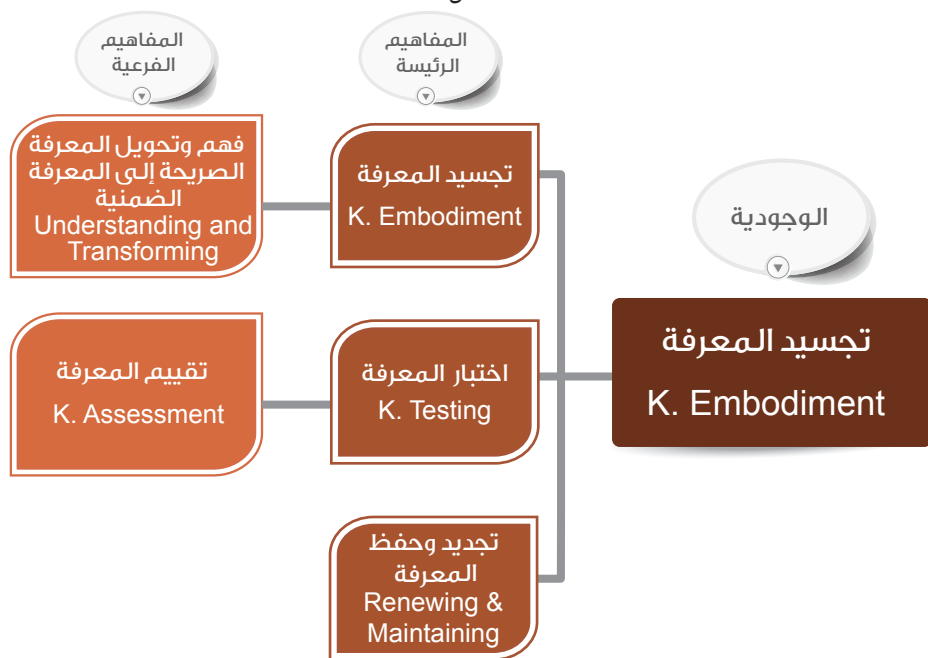 المفاهيم
الفرعية
المفاهيم
الرئيسة
الوجودية
تجسيد المعرفة
K. Embodiment
تجسيد المعرفة
K. Embodiment
فهم وتحويل المعرفة
الصريحة إلى المعرفة
الضمنية
Understanding and
Transforming
اختبار المعرفة
K. Testing
تقييم المعرفة
K. Assessment
تجديد وحفظ
المعرفة
Renewing &
Maintaining